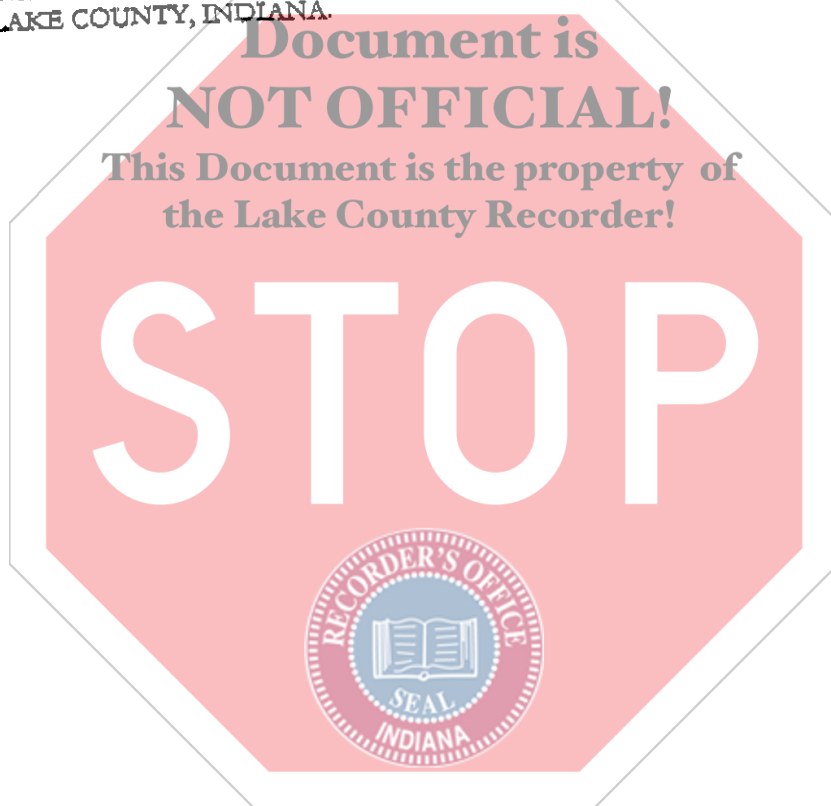 LAKE COUNTY, INDIANA.
Document is
NOT OFFICIAL!
This Document is the property of
the Lake County Recorder!
STOP
RECORDER'S OFFICE
SEAL
INDIANA